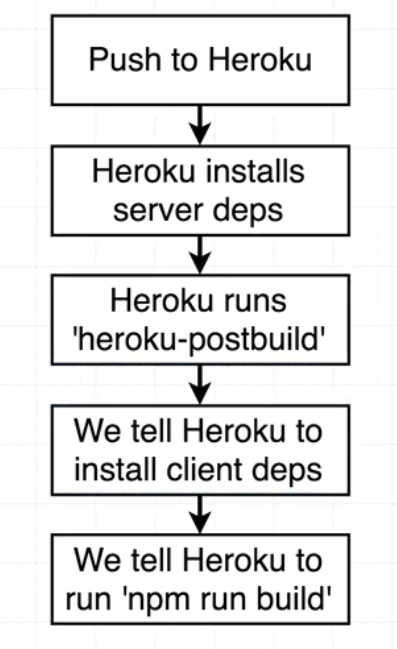 Push to Heroku
Heroku installs
server deps
Heroku runs
'heroku-postbuild'
We tell Heroku to
install client deps
We tell Heroku to
run 'npm run build'